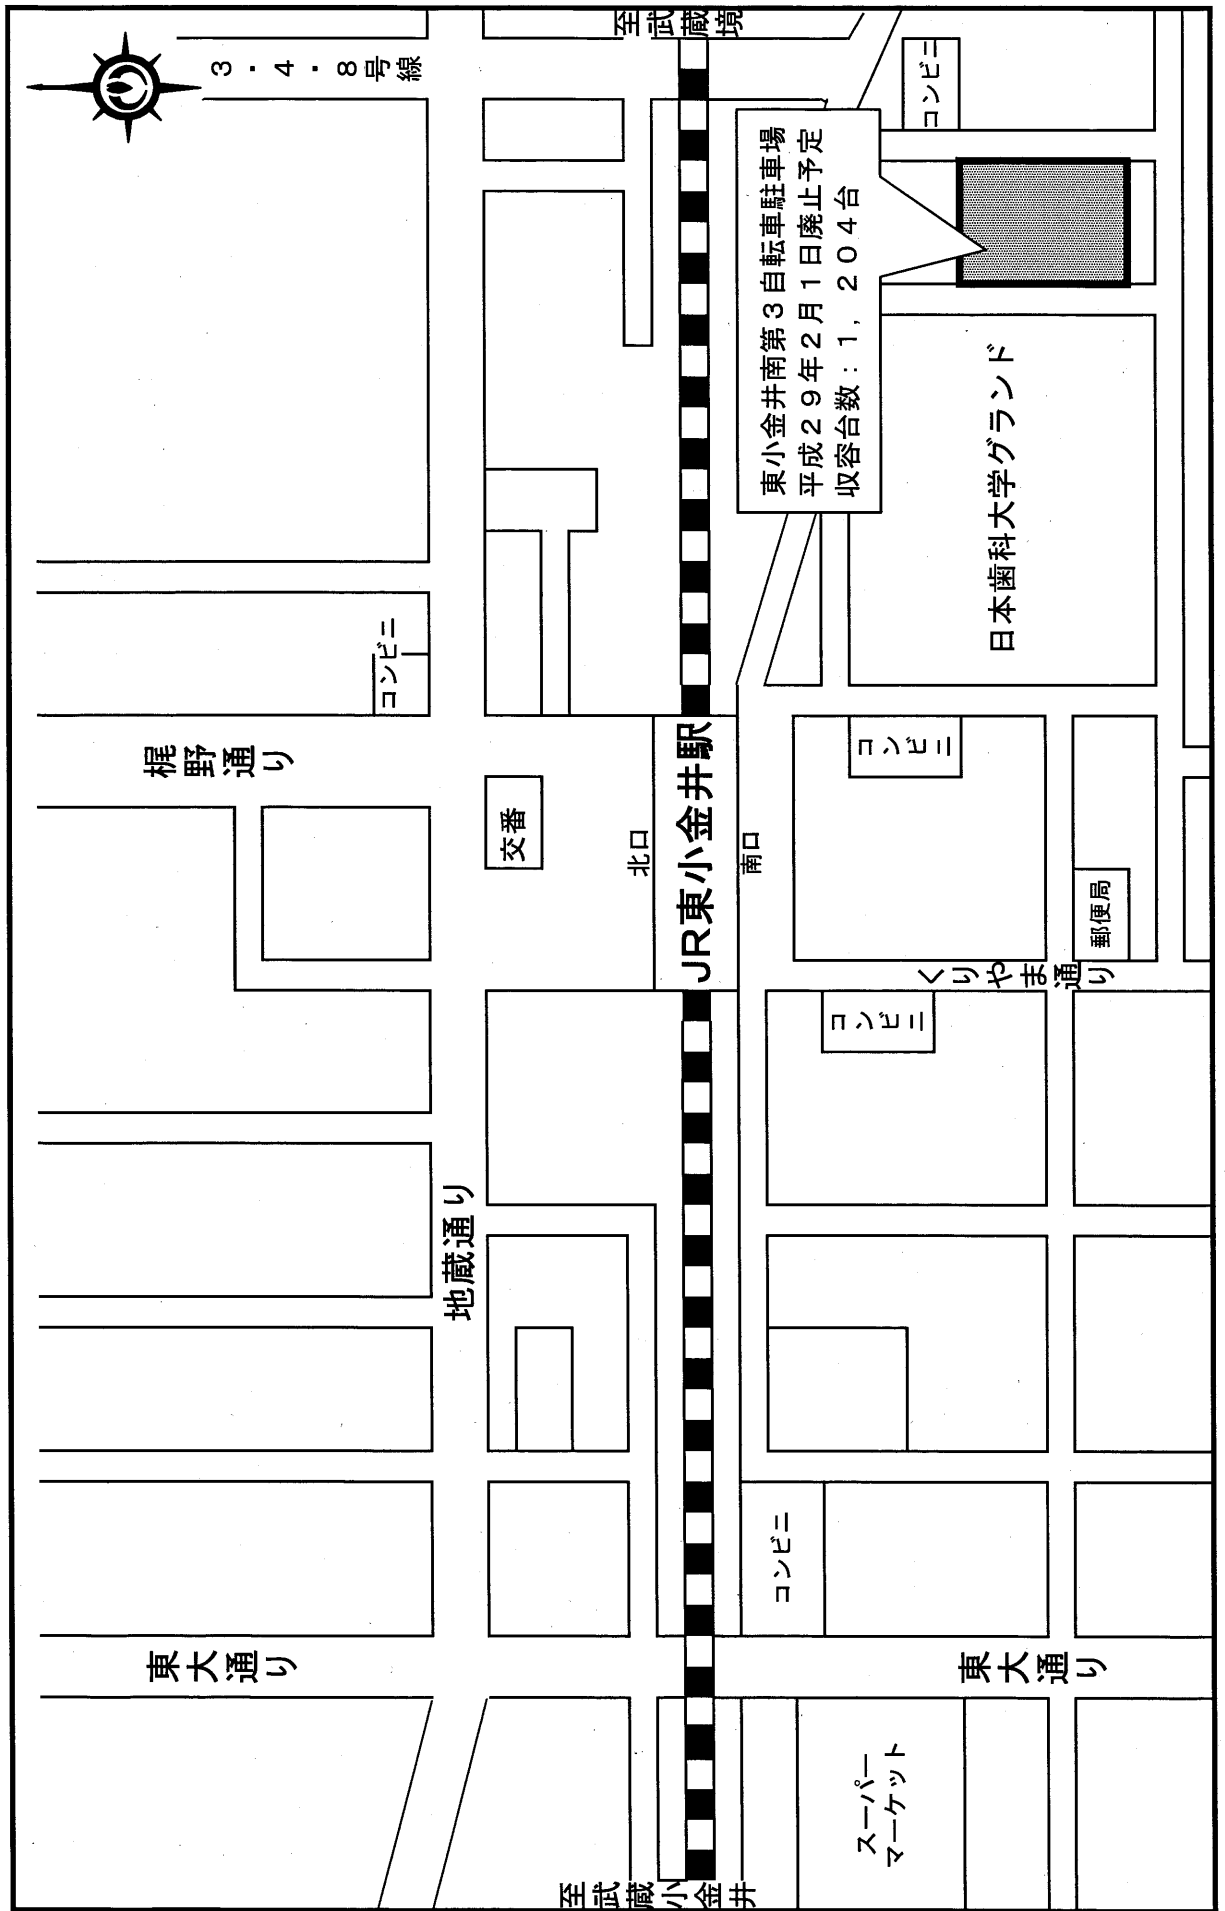 至武蔵境
3・4・8号線
コンビニ
東小金井南第3自転車駐車場
平成29年2月1日廃止予定
収容台数：1，204台
日本歯科大学グランド
コンビニ
梶野通り
交番
北口
JR東小金井駅
南口
コンビニ
郵便局
くりやま通り
コンビニ
地蔵通り
コンビニ
東大通り
東大通り
スーパー
マーケット
至武蔵小金井